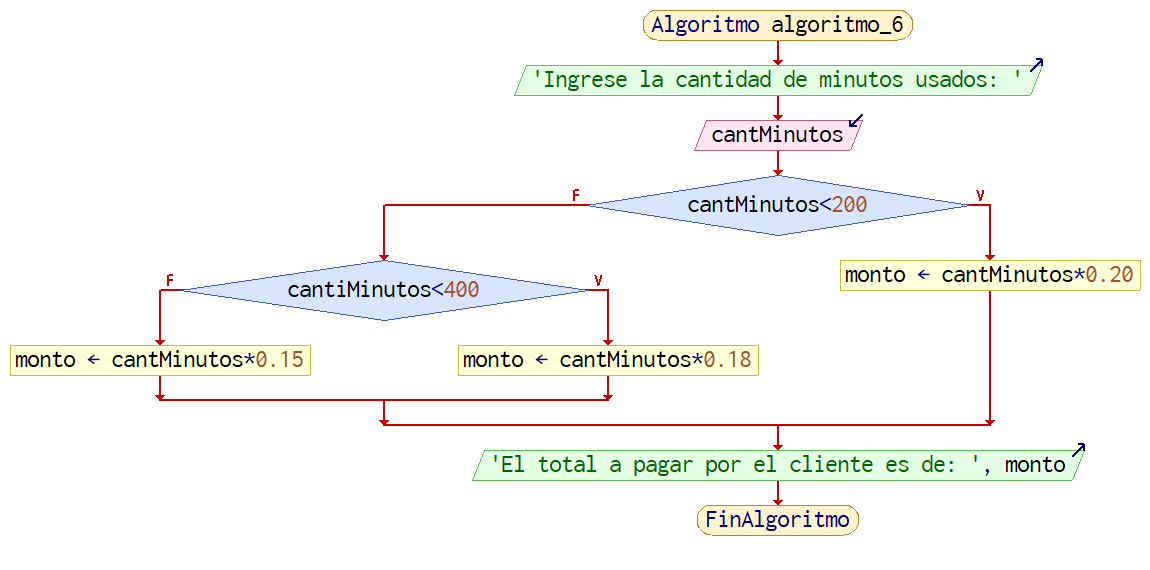 Algoritmo algoritmo_6
'Ingrese la cantidad de minutos usados: '
cantMinutos
F
V
cantMinutos<200
F
V
cantiMinutos<400
monto ← cantMinutos*0.20
monto ← cantMinutos*0.15
monto ← cantMinutos*0.18
'El total a pagar por el cliente es de: ', monto
FinAlgoritmo